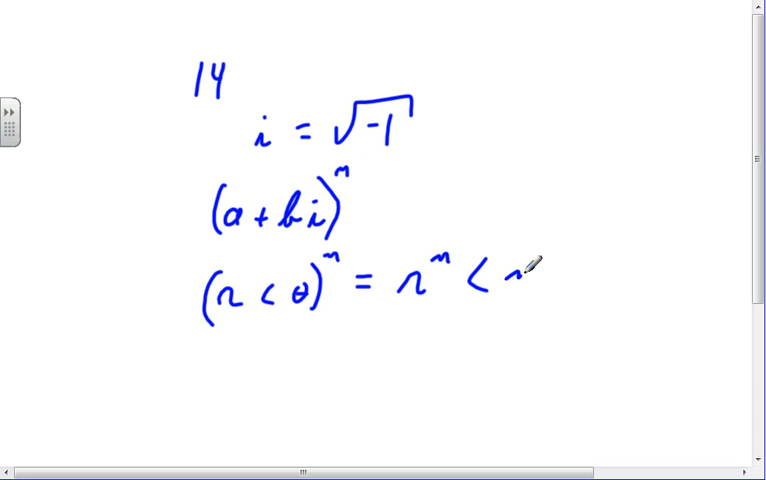 14
i = √-1
(a + bi)^n
(r < θ)^n = r^n < n